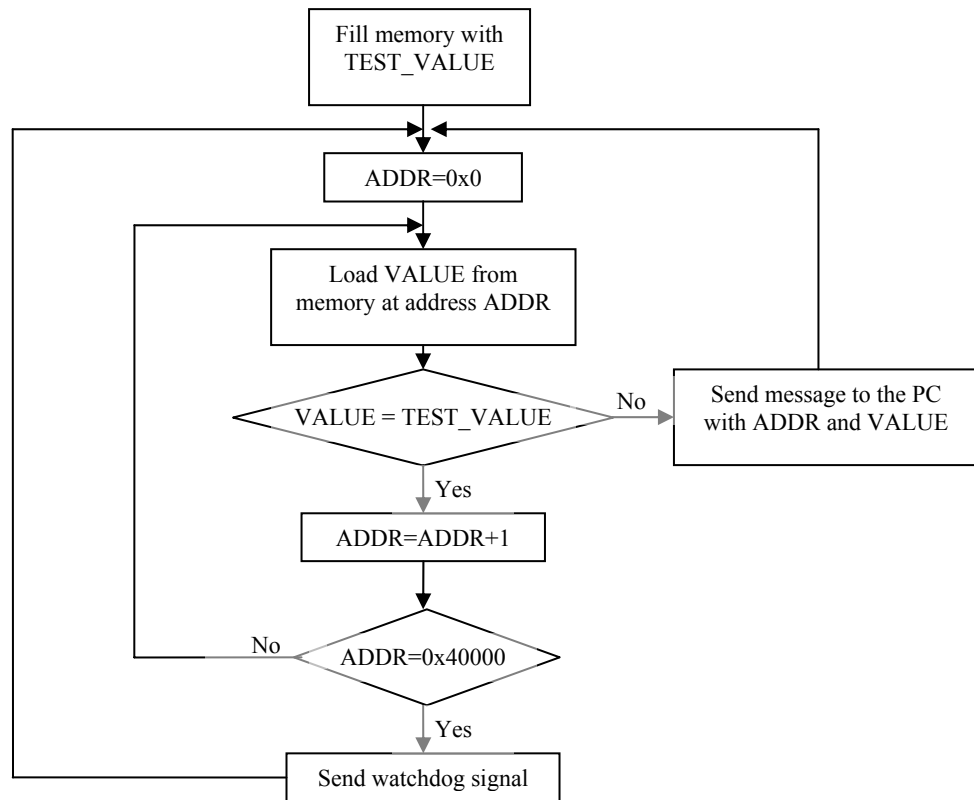 Fill memory with
TEST_VALUE
ADDR=0x0
Load VALUE from
memory at address ADDR
VALUE = TEST_VALUE
No
Send message to the PC
with ADDR and VALUE
Yes
ADDR=ADDR+1
No
ADDR=0x40000
Yes
Send watchdog signal